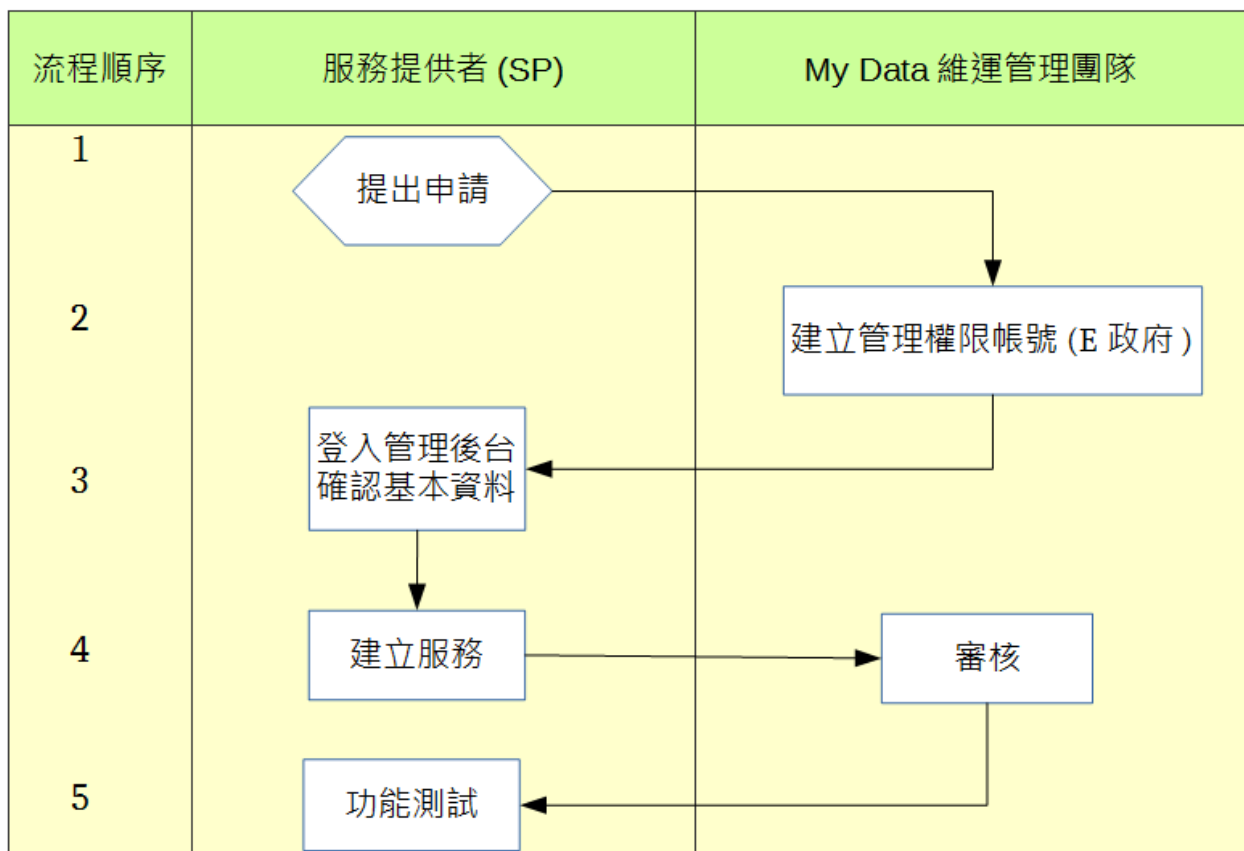 流程順序
服務提供者 (SP)
My Data 維運管理團隊
1
提出申請
2
建立管理權限帳號 (E 政府 )
3
登入管理後台
確認基本資料
4
建立服務
審核
5
功能測試